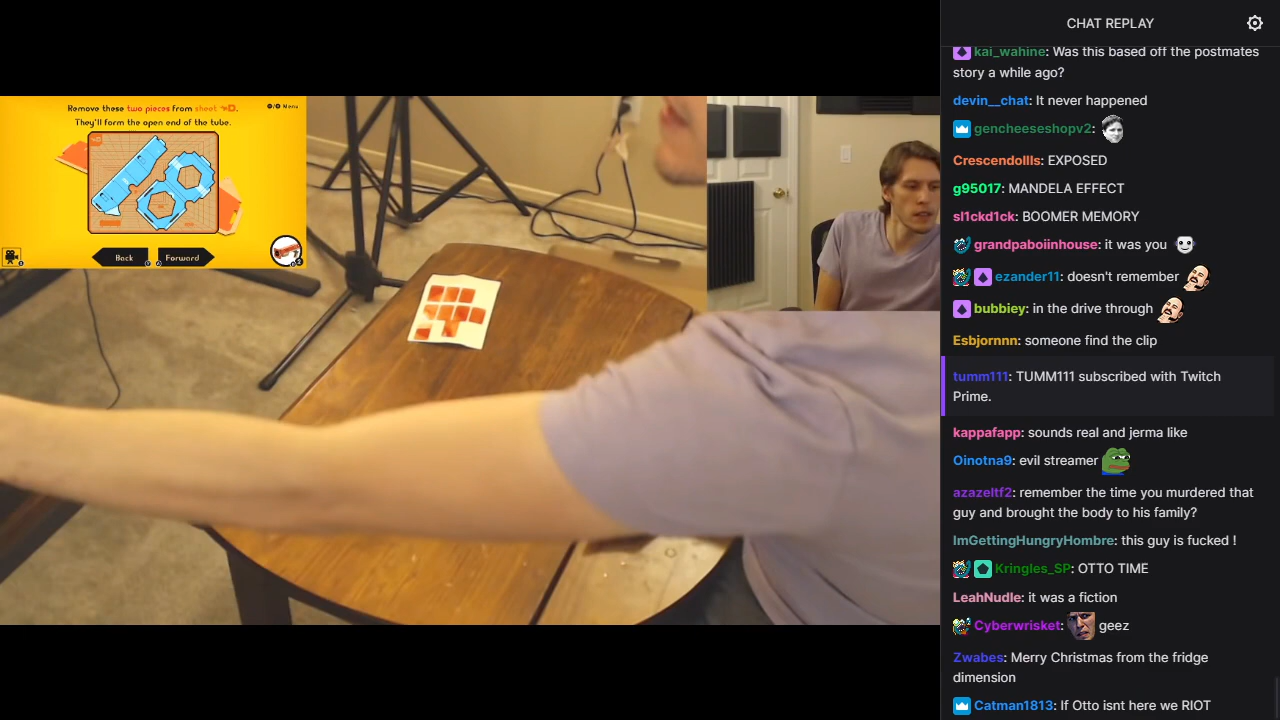 Remove these two pieces from sheet D.
Menu
They'll form the open end of the tube.
Back
Forward
CHAT REPLAY
kai_wahine: Was this based off the postmates
story a while ago?
devin__chat: It never happened
gencheeseshopv2:
Crescendollls: EXPOSED
g95017: MANDELA EFFECT
sl1ckd1ck: BOOMER MEMORY
grandpaboiinhouse: it was you
ezander11: doesn't remember
bubbiey: in the drive through
Esbjornnn: someone find the clip
tumm111: TUMM111 subscribed with Twitch
Prime.
kappafapp: sounds real and jerma like
Oinotna9: evil streamer
azazeltf2: remember the time you murdered that
guy and brought the body to his family?
ImGettingHungryHombre: this guy is fucked !
Kringles_SP: OTTO TIME
LeahNudle: it was a fiction
Cyberwrisket: geez
Zwabes: Merry Christmas from the fridge
dimension
Catman1813: If Otto isnt here we RIOT